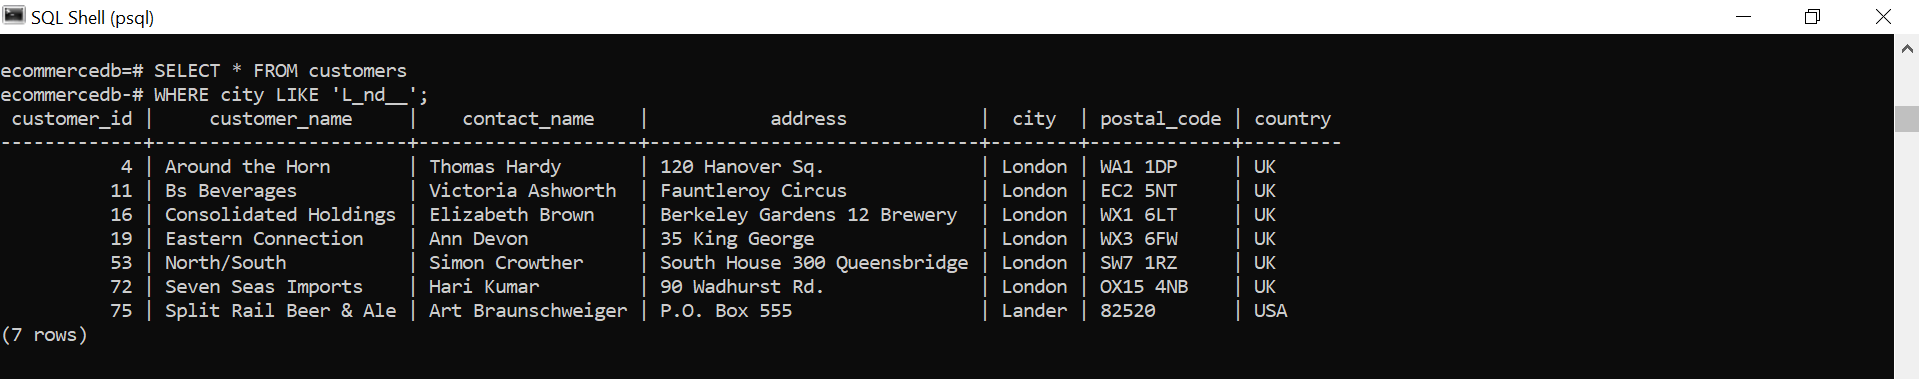 SQL Shell (psql)
ecommercedb=# SELECT * FROM customers
ecommercedb-# WHERE city LIKE 'L_nd__';
 customer_id |     customer_name     |    contact_name    |           address            |  city  | postal_code | country
-------------+-----------------------+--------------------+------------------------------+--------+-------------+---------
           4 | Around the Horn       | Thomas Hardy       | 120 Hanover Sq.              | London | WA1 1DP     | UK
          11 | Bs Beverages          | Victoria Ashworth  | Fauntleroy Circus            | London | EC2 5NT     | UK
          16 | Consolidated Holdings | Elizabeth Brown    | Berkeley Gardens 12 Brewery  | London | WX1 6LT     | UK
          19 | Eastern Connection    | Ann Devon          | 35 King George               | London | WX3 6FW     | UK
          53 | North/South           | Simon Crowther     | South House 300 Queensbridge | London | SW7 1RZ     | UK
          72 | Seven Seas Imports    | Hari Kumar         | 90 Wadhurst Rd.              | London | OX15 4NB    | UK
          75 | Split Rail Beer & Ale | Art Braunschweiger | P.O. Box 555                 | Lander | 82520       | USA
(7 rows)